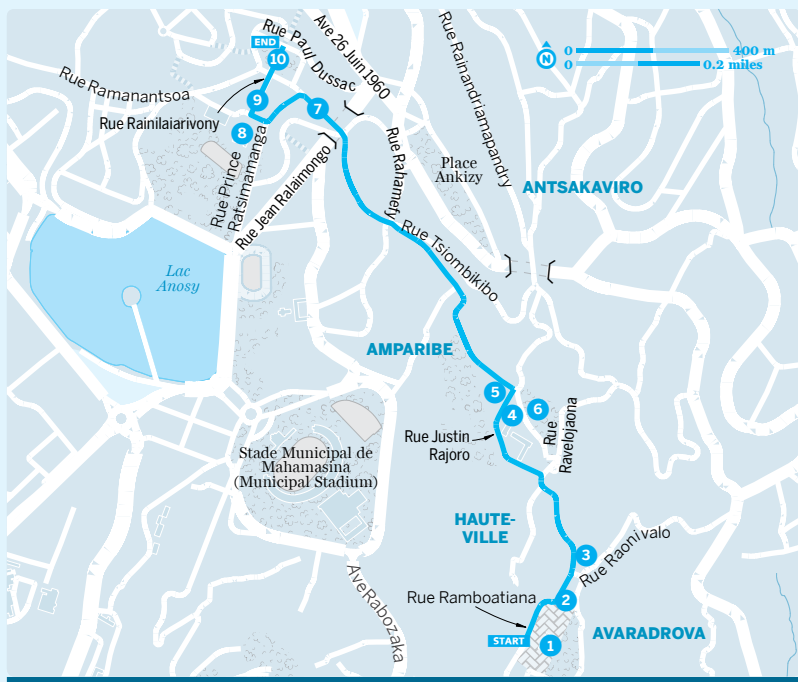 Rue Paul Dussac
Ave 26 Juin 1960
END
10
Rue Ramanantsoa
9
Rue Rainilaiarivony
7
8
Rue Prince
Ratsimamanga
Rue Jean Ralaimongo
Rue Rahamefy
Rue Rainandriamapandry
N
0
400 m
0
0.2 miles
Place
Ankizy
ANTSAKAVIRO
Rue Tsiombikibo
Lac
Anosy
AMPARIBE
5
4
6
Rue Justin
Rajoro
Rue
Ravelojaona
Stade Municipal de
Mahamasina
(Municipal Stadium)
HAUTE-
VILLE
3
Rue Raonivalo
AveRabozaka
Rue Ramboatiana
2
START
1
AVARADROVA